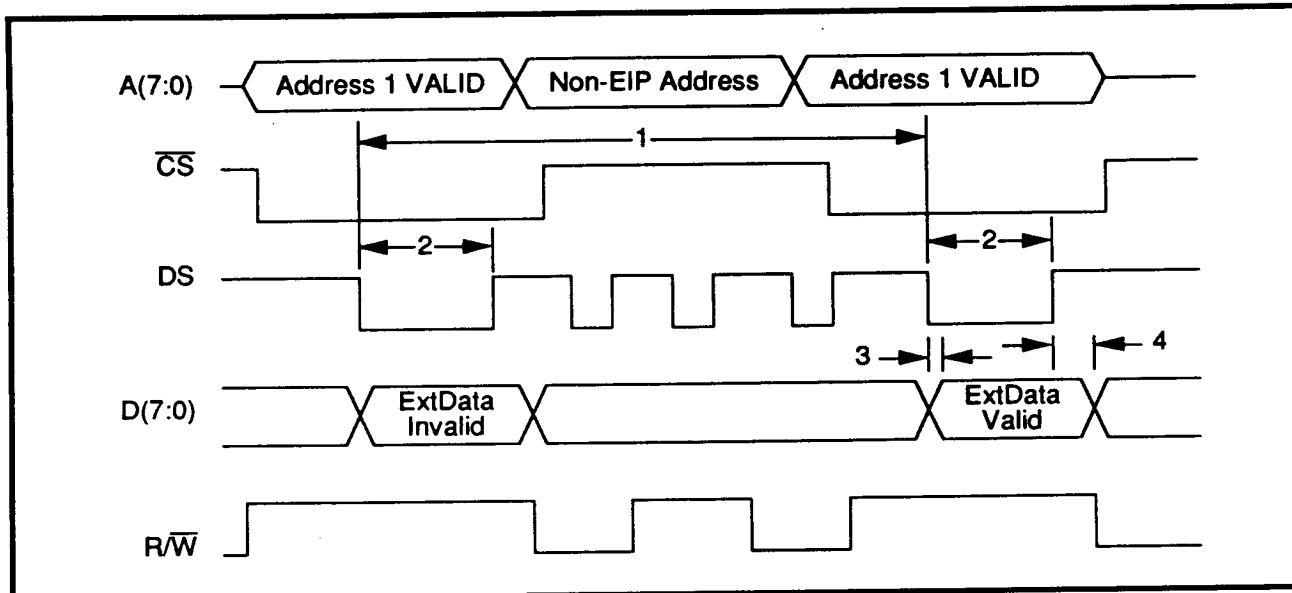 A(7:0) Address 1 VALID Non-EIP Address Address 1 VALID
1
C̅S̅
2 2
DS
3 4
D(7:0) ExtData Invalid ExtData Valid
R/W̅